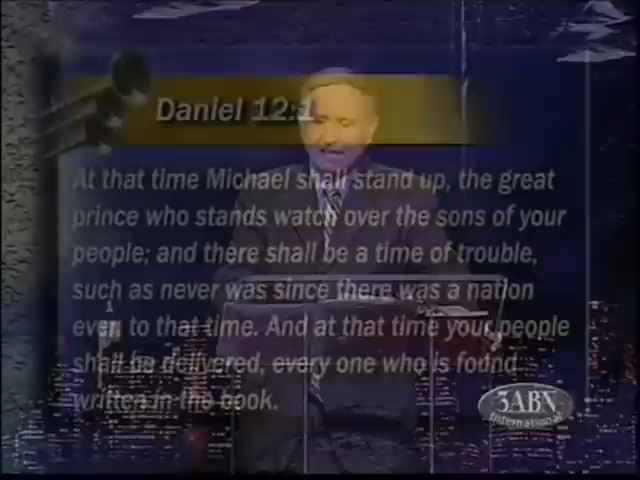 Daniel 12:1
At that time Michael shall stand up, the great
prince who stands watch over the sons of your
people; and there shall be a time of trouble,
such as never was since there was a nation
even to that time. And at that time your people
shall be delivered, every one who is found
written in the book.
3ABN
International